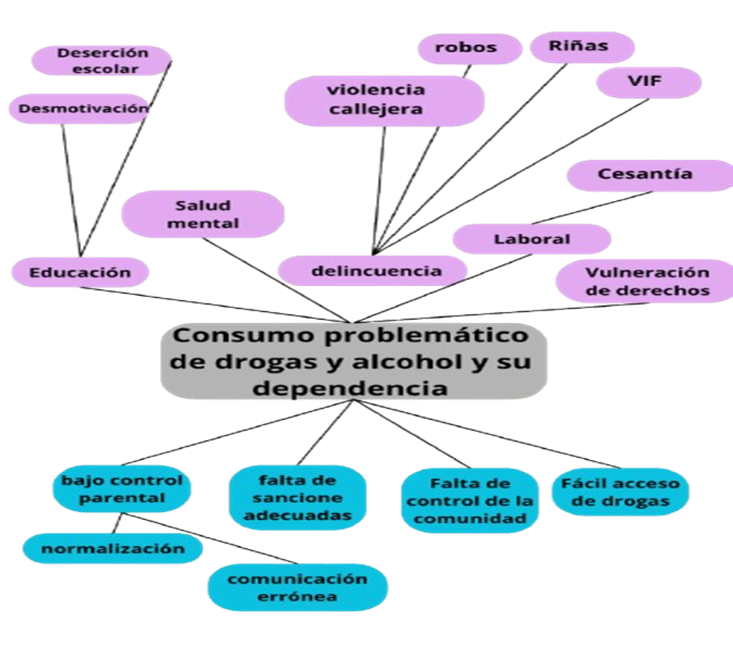 Deserción
escolar
Desmotivación
robos
Riñas
violencia
callejera
VIF
Cesantía
Salud
mental
Laboral
Educación
delincuencia
Vulneración
de derechos
Consumo problemático
de drogas y alcohol y su
dependencia
bajo control
parental
falta de
sancione
adecuadas
Falta de
control de la
comunidad
Fácil acceso
de drogas
normalización
comunicación
errónea